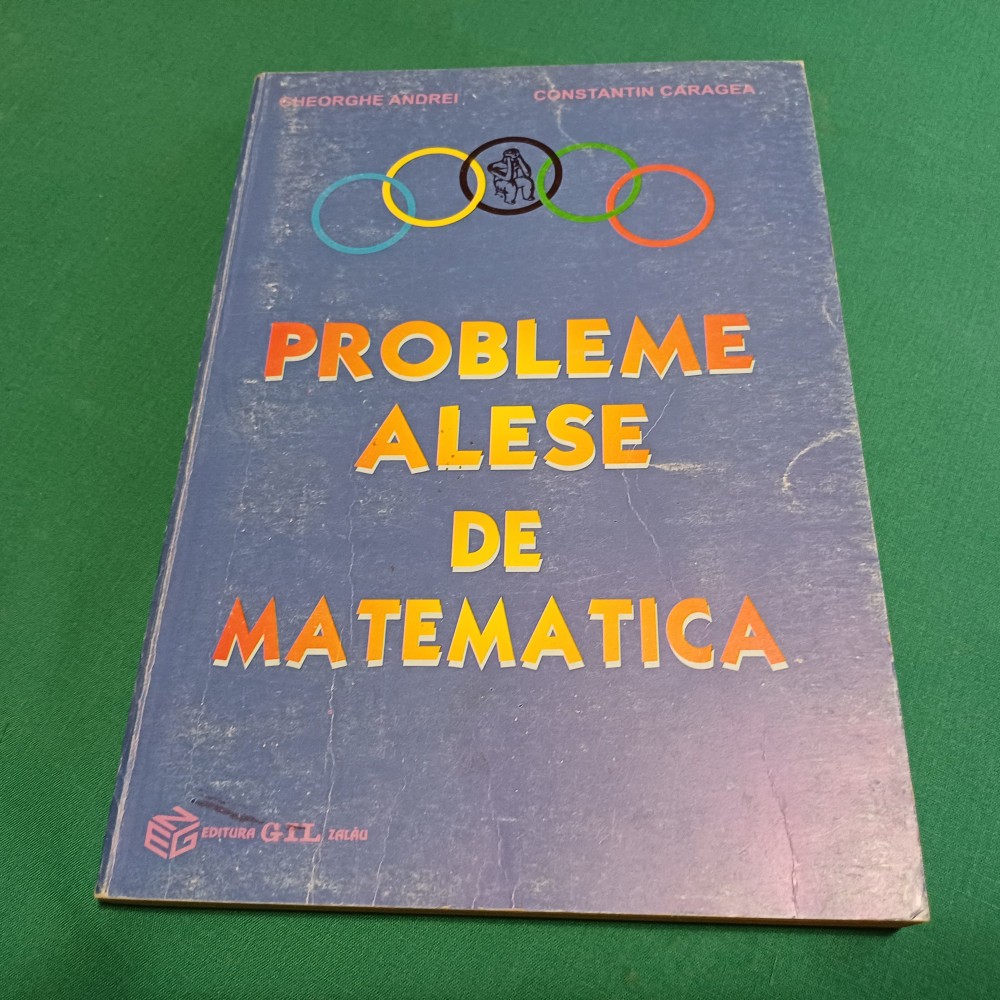 GHEORGHE ANDREI CONSTANTIN CARAGEA
PROBLEME
ALESE
DE
MATEMATICA
EDITURA GIL ZALĂU